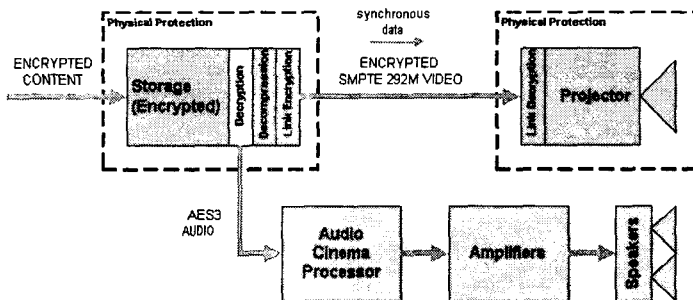 Physical Protection
synchronous
data
Physical Protection
ENCRYPTED
CONTENT
Storage
(Encrypted)
Decryption
Decompression
Link Encryption
ENCRYPTED
SMPTE 292M VIDEO
Link Decryption
Projector
AES3
AUDIO
Audio
Cinema
Processor
Amplifiers
Speakers